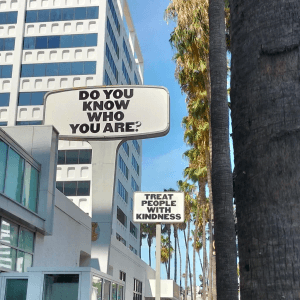 DO YOU
KNOW
WHO
YOU ARE?
TREAT
PEOPLE
WITH
KINDNESS